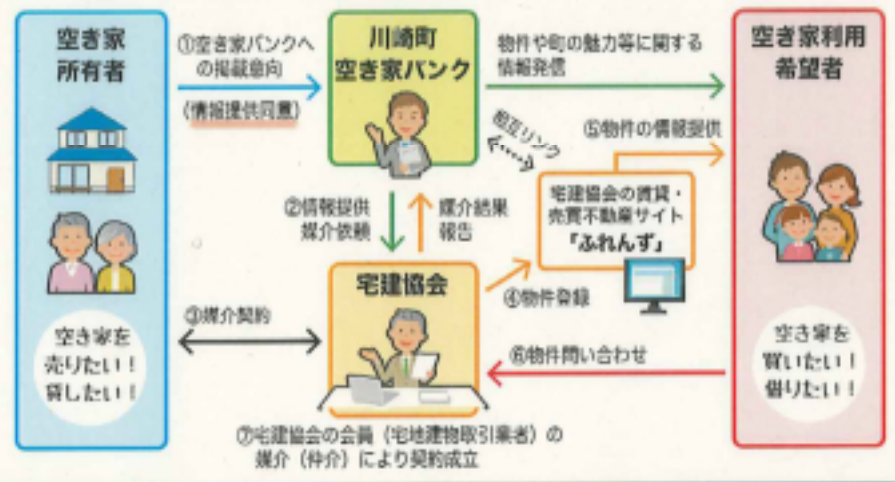 空き家
所有者
①空き家バンクへ
の掲載意向
(情報提供同意)
川崎町
空き家バンク
物件や町の魅力等に関する
情報発信
空き家利用
希望者
相互リンク
⑤物件の情報提供
②情報提供
媒介依頼
媒介結果
報告
宅建協会の賃貸・
売買不動産サイト
「ふれんず」
宅建協会
④物件登録
③媒介契約
⑥物件問い合わせ
空き家を
売りたい!
貸したい!
空き家を
買いたい!
借りたい!
⑦宅建協会の会員(宅地建物取引業者)の
媒介(仲介)により契約成立